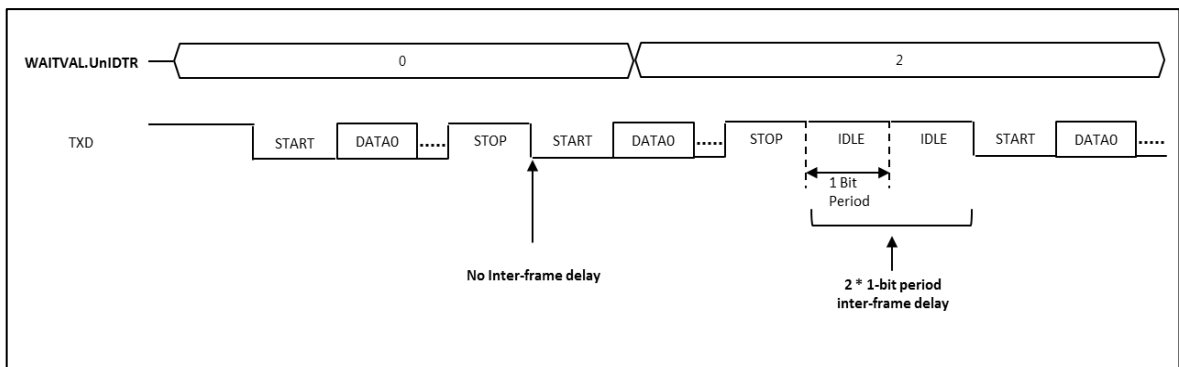 WAITVAL.UnIDTR 0 2
TXD START DATA0 ..... STOP START DATA0 ..... STOP IDLE IDLE START DATA0 .....
1 Bit
Period
No Inter-frame delay
2 * 1-bit period
inter-frame delay